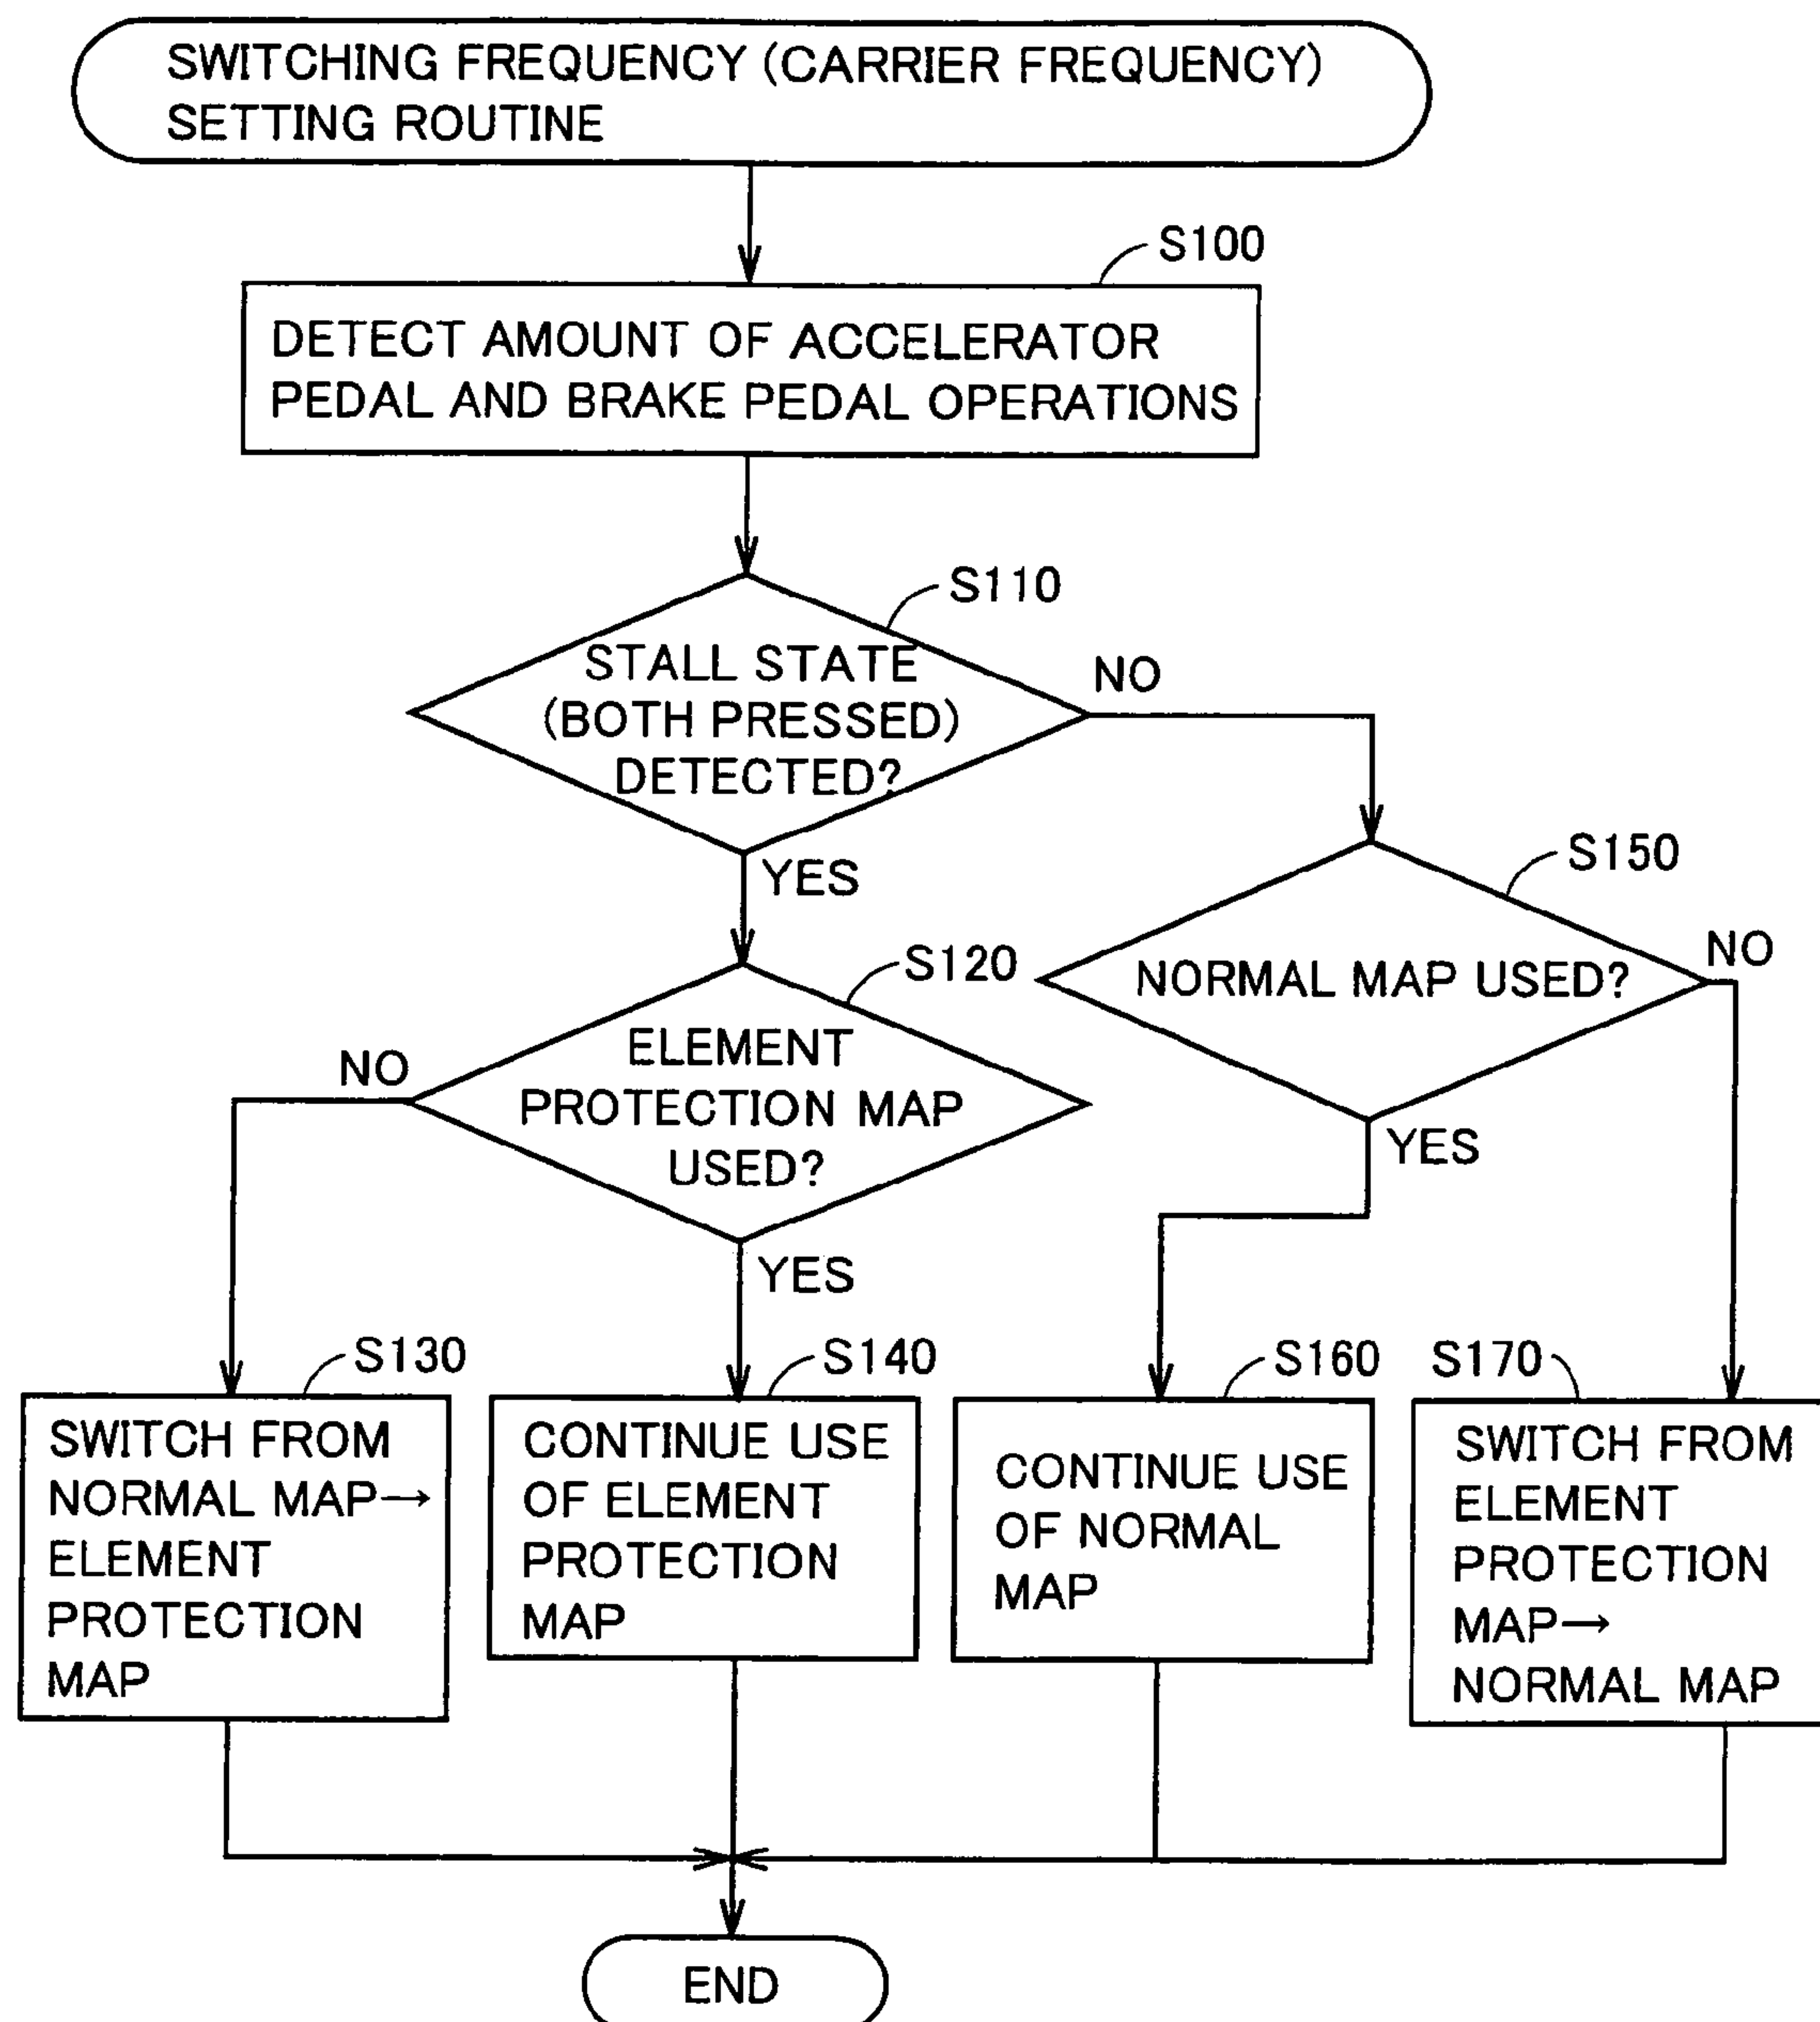 SWITCHING FREQUENCY (CARRIER FREQUENCY)
SETTING ROUTINE
S100
DETECT AMOUNT OF ACCELERATOR
PEDAL AND BRAKE PEDAL OPERATIONS
S110
STALL STATE
(BOTH PRESSED)
DETECTED?
NO
YES
S150
NORMAL MAP USED?
NO
YES
S120
ELEMENT
PROTECTION MAP
USED?
NO
YES
S130
SWITCH FROM
NORMAL MAP→
ELEMENT
PROTECTION
MAP
S140
CONTINUE USE
OF ELEMENT
PROTECTION
MAP
S160
CONTINUE USE
OF NORMAL
MAP
S170
SWITCH FROM
ELEMENT
PROTECTION
MAP→
NORMAL MAP
END